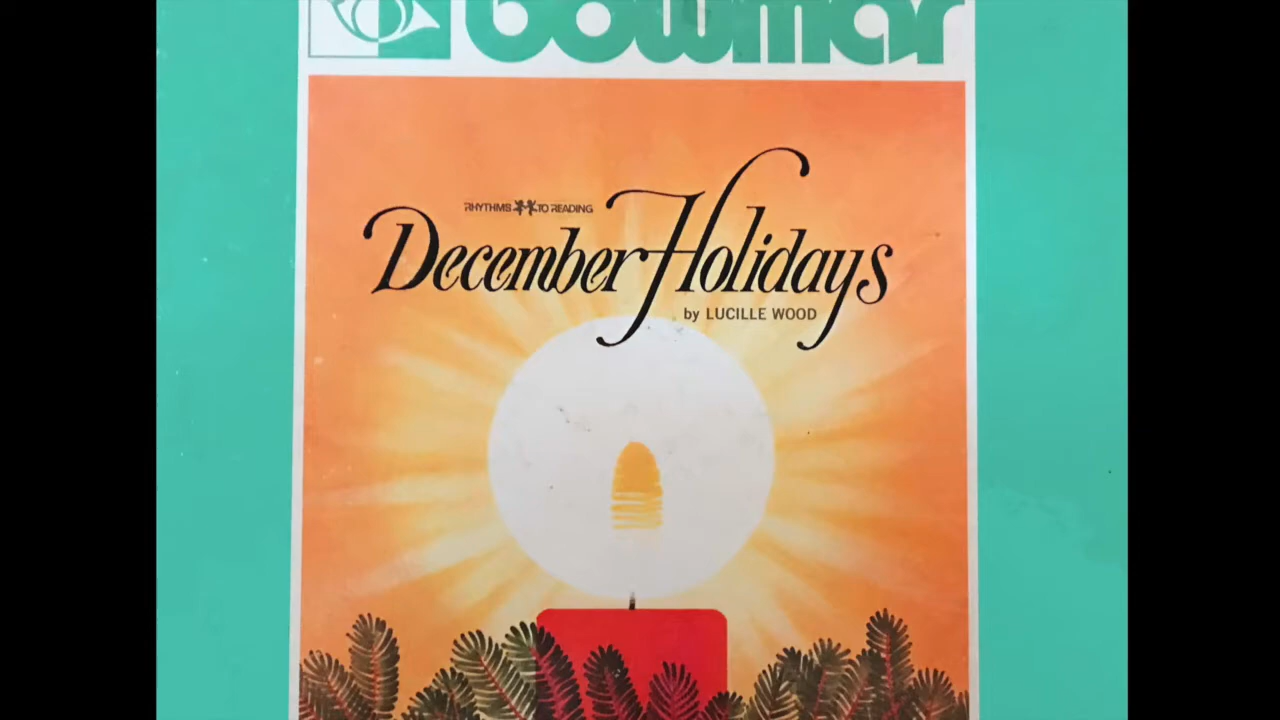 bowmar
RHYTHMS TO READING
December Holidays
by LUCILLE WOOD